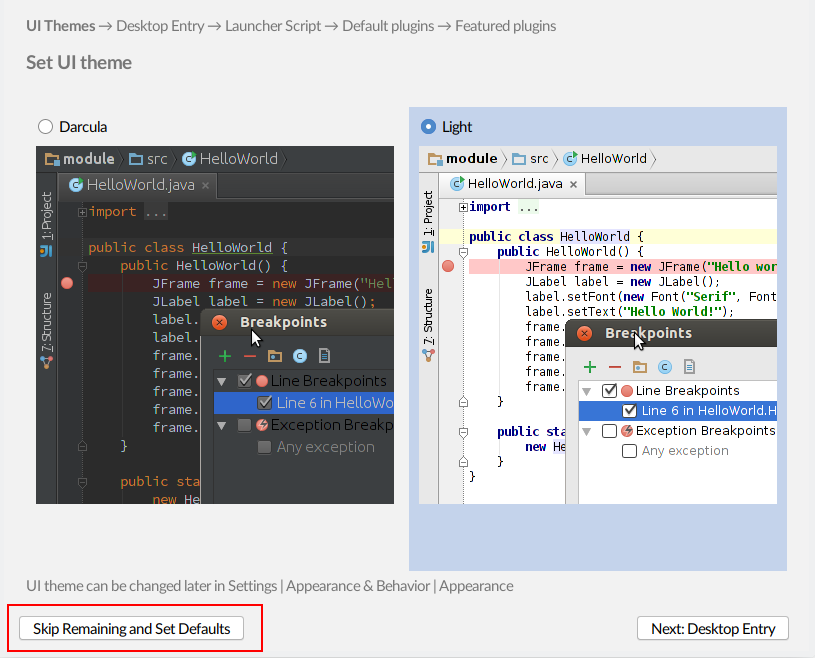 UI Themes → Desktop Entry → Launcher Script → Default plugins → Featured plugins
Set UI theme
Darcula
module src HelloWorld
HelloWorld.java ×
1: Project
7: Structure
import ...
public class HelloWorld {
public HelloWorld() {
JFrame frame = new JFrame("Hel
JLabel label = new JLabel();
label.
label.
frame.
frame.
frame.
frame.
frame.
}
public sta
new He
Breakpoints
Line Breakpoints
Line 6 in HelloWo
Exception Breakp
Any exception
Light
module src HelloWorld
HelloWorld.java ×
1: Project
7: Structure
import ...
public class HelloWorld {
public HelloWorld() {
JFrame frame = new JFrame("Hello wor
JLabel label = new JLabel();
label.setFont(new Font("Serif", Font
label.setText("Hello World!");
frame.
frame.
frame.
frame.
frame.
}
public sta
new He
}
}
Breakpoints
Line Breakpoints
Line 6 in HelloWorld.H
Exception Breakpoints
Any exception
UI theme can be changed later in Settings | Appearance & Behavior | Appearance
Skip Remaining and Set Defaults
Next: Desktop Entry